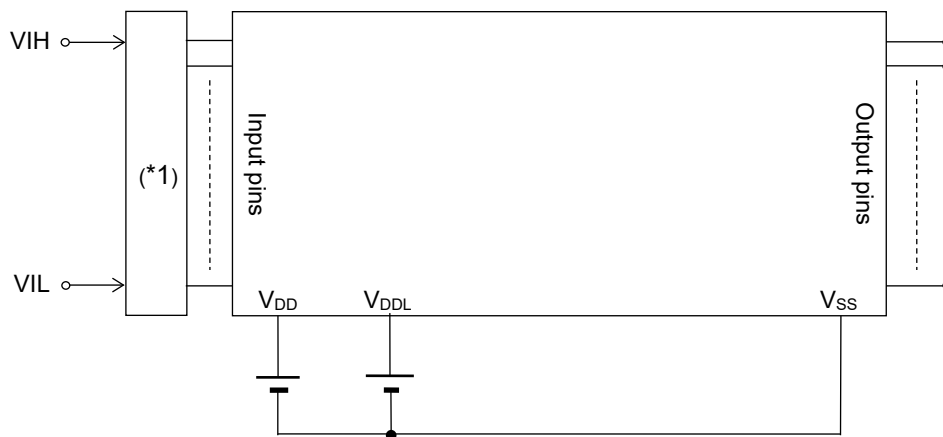 VIH
(*1)
Input pins
Output pins
VIL
VDD
VDDL
VSS